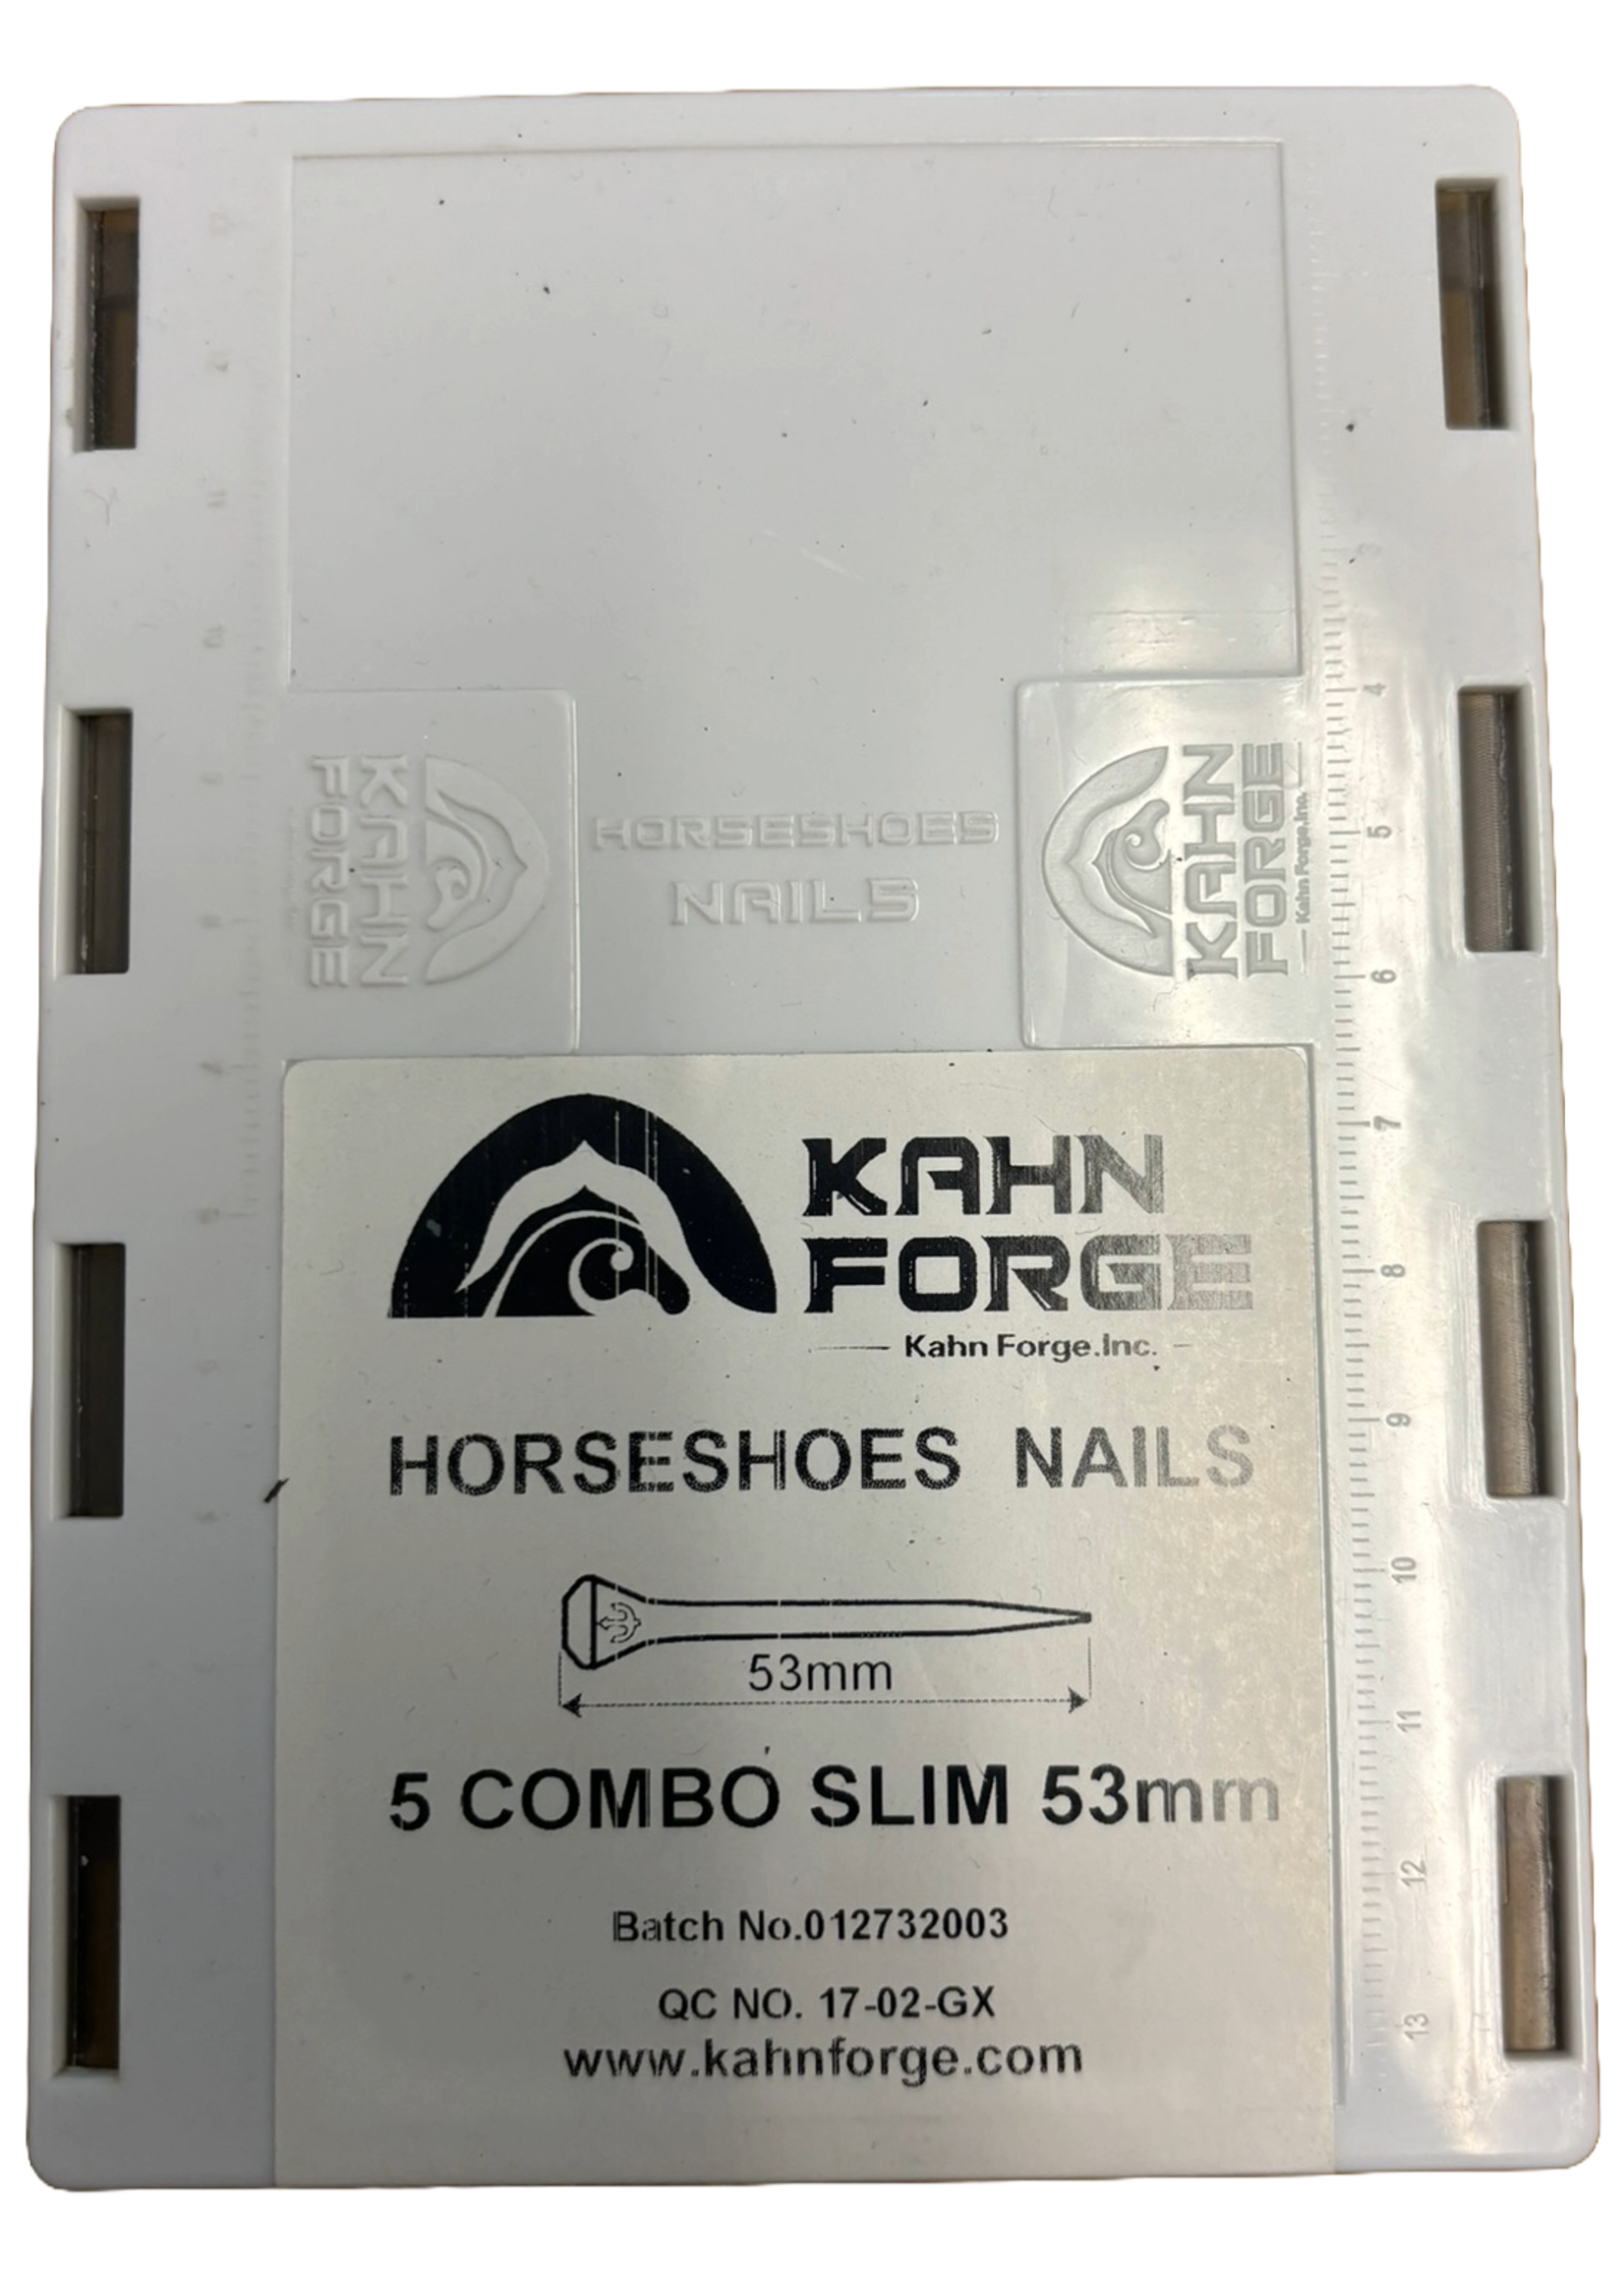 KAHN
FORGE
HORSESHOES
NAILS
KAHN
FORGE
Kahn Forge.Inc.
4
5
6
7
8
9
10
11
12
13
KAHN
FORGE
Kahn Forge.Inc.
HORSESHOES NAILS
53mm
5 COMBO SLIM 53mm
Batch No.012732003
QC NO. 17-02-GX
www.kahnforge.com